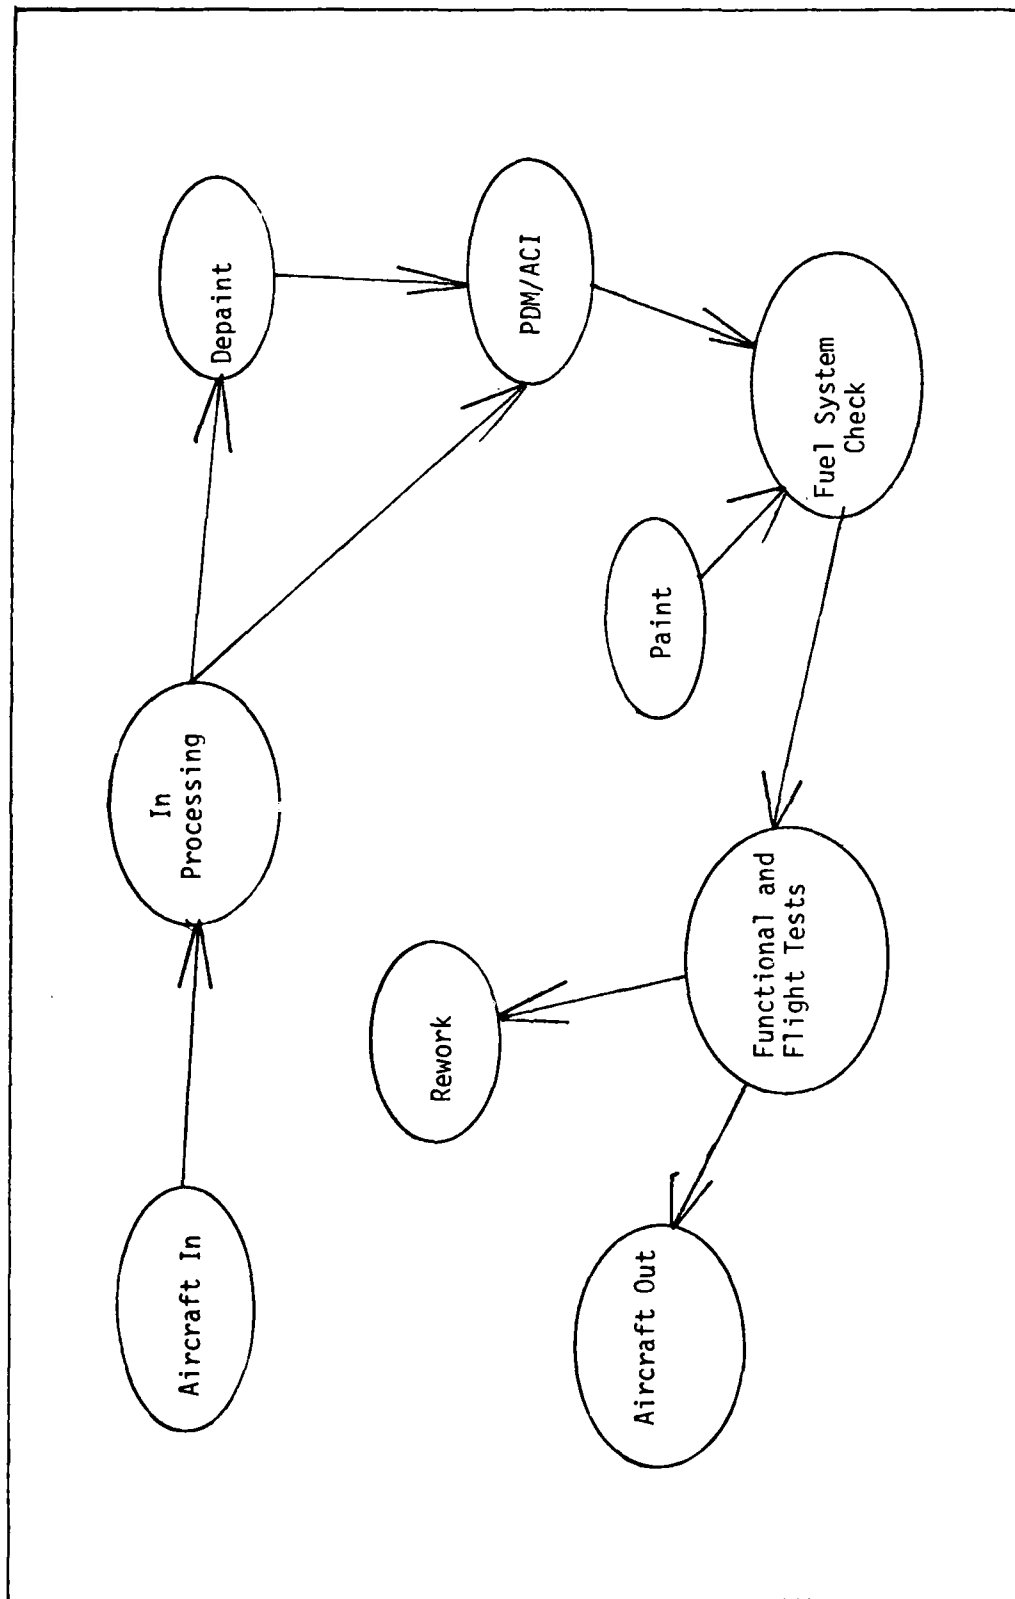 Aircraft In
In
Processing
Depaint
PDM/ACI
Fuel System
Check
Paint
Functional and
Flight Tests
Rework
Aircraft Out